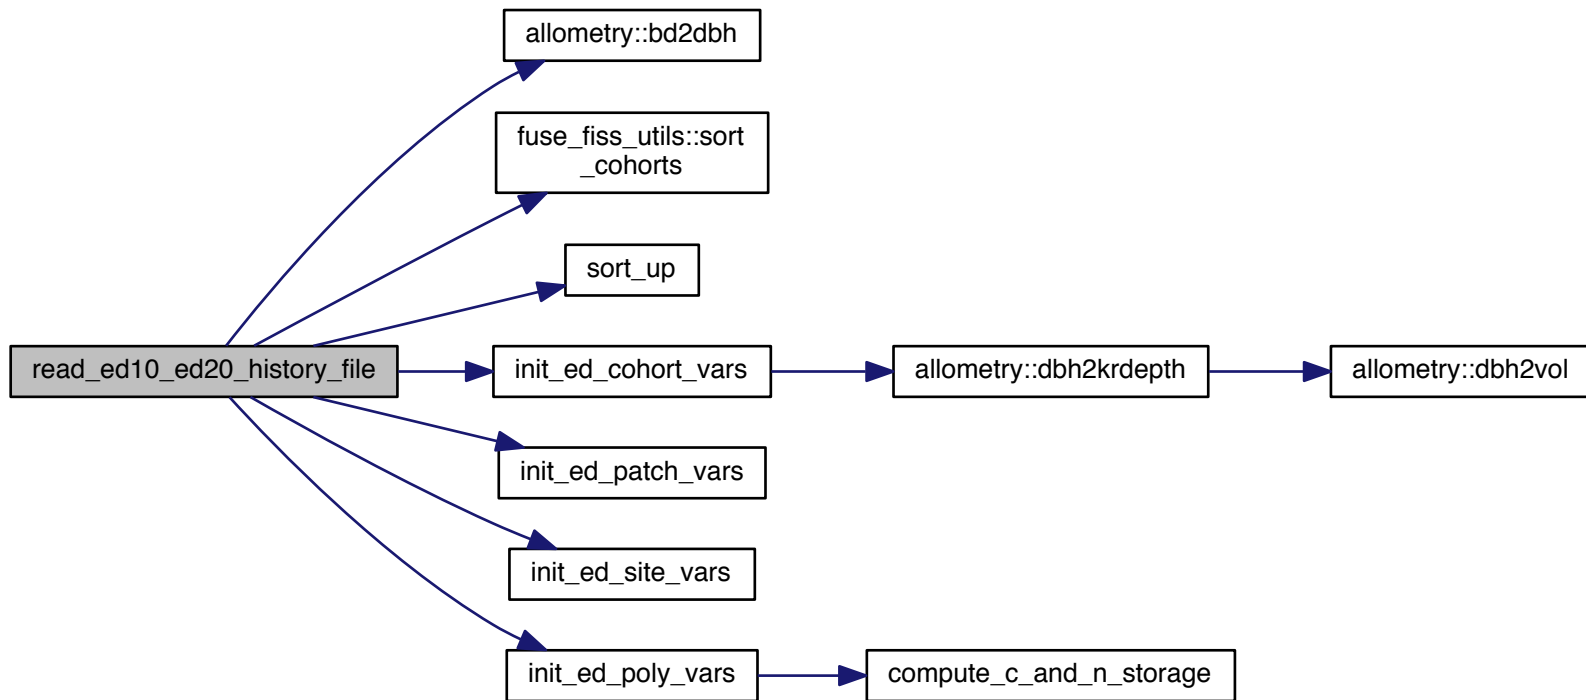 allometry::bd2dbh
fuse_fiss_utils::sort
_cohorts
sort_up
read_ed10_ed20_history_file
init_ed_cohort_vars
allometry::dbh2krdepth
allometry::dbh2vol
init_ed_patch_vars
init_ed_site_vars
init_ed_poly_vars
compute_c_and_n_storage